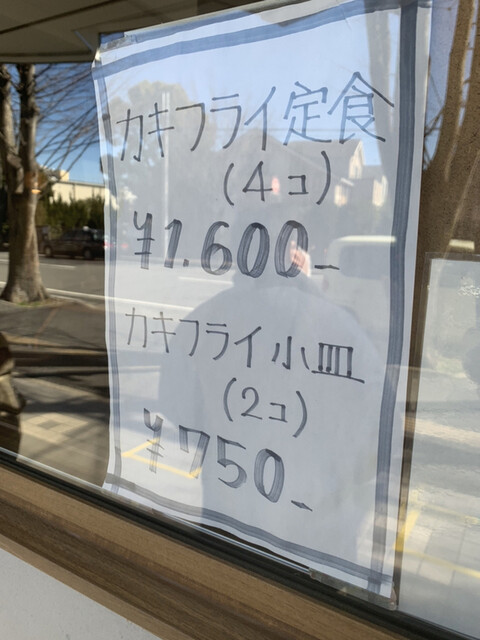 カキフライ定食
(4コ)
¥1.600-
カキフライ小皿
(2コ)
¥750-